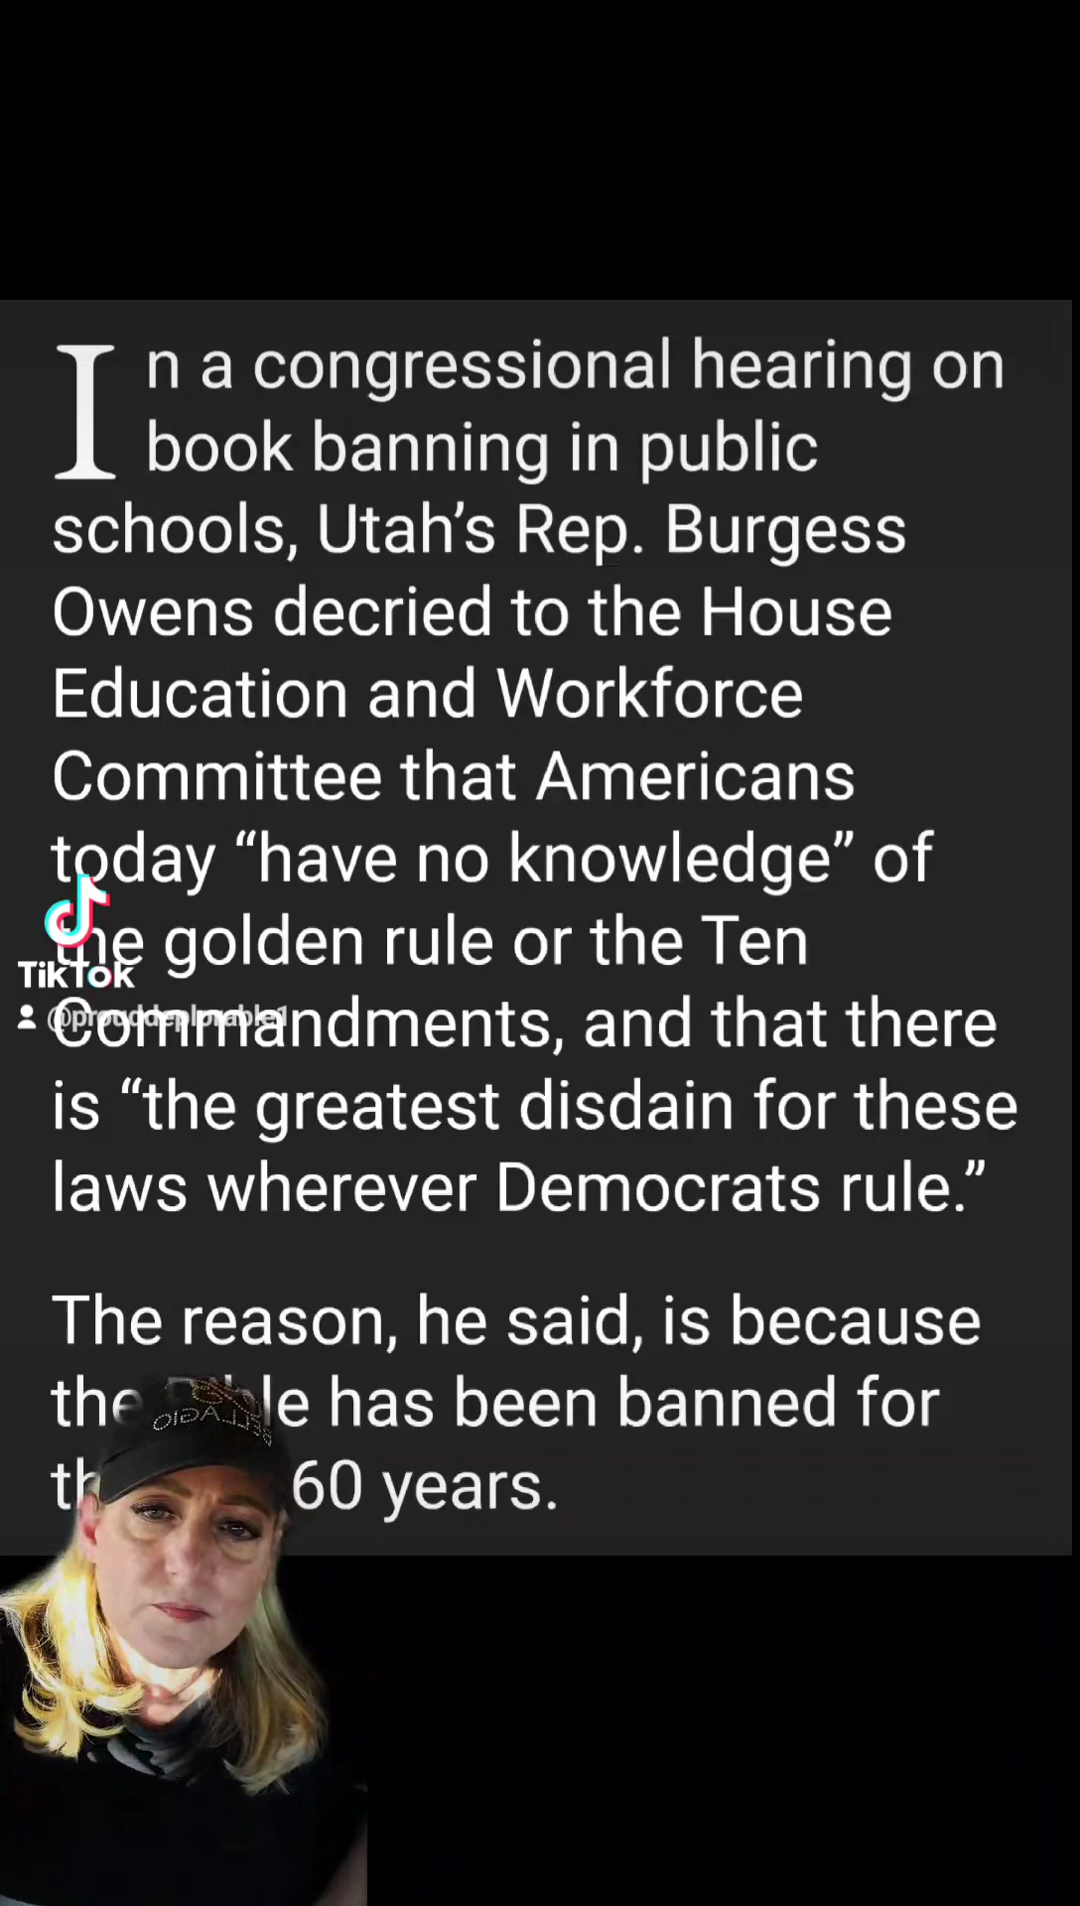 In a congressional hearing on
book banning in public
schools, Utah's Rep. Burgess
Owens decried to the House
Education and Workforce
Committee that Americans
today “have no knowledge” of
the golden rule or the Ten
TikTok
@prouddeplorable1
Commandments, and that there
is “the greatest disdain for these
laws wherever Democrats rule.”
The reason, he said, is because
the has been banned for
60 years.
BELLAGIO